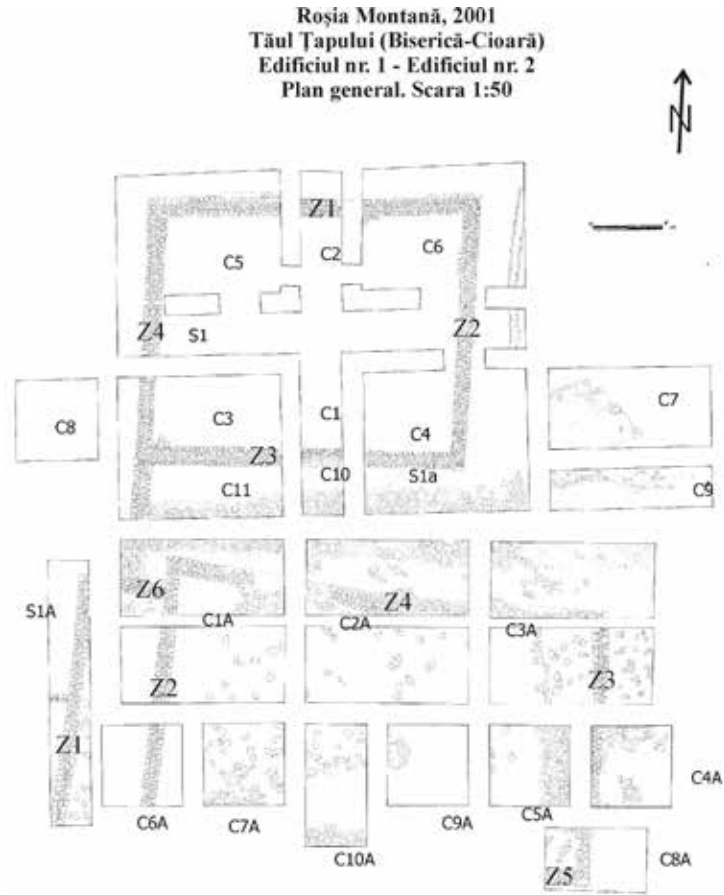 Roșia Montană, 2001
Tăul Țapului (Biserică-Cioară)
Edificiul nr. 1 - Edificiul nr. 2
Plan general. Scara 1:50
N
Z1
C5
C2
C6
Z4
S1
Z2
C8
C3
C1
C4
C7
Z3
C10
S1a
C11
C9
S1A
Z6
Z4
C1A
C2A
C3A
Z2
Z3
Z1
C6A
C7A
C10A
C9A
C5A
C4A
Z5
C8A